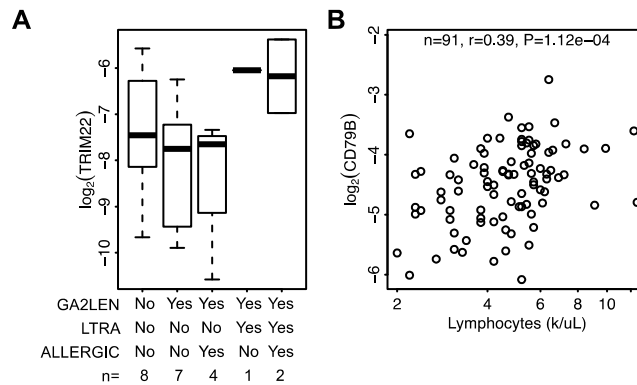 A
log2(TRIM22)
-6
-7
-8
-9
-10
GA2LEN No Yes Yes Yes Yes
LTRA No No No Yes Yes
ALLERGIC No No Yes No Yes
n= 8 7 4 1 2
B
n=91, r=0.39, P=1.12e−04
log2(CD79B)
-2
-3
-4
-5
-6
2 4 6 8 10
Lymphocytes (k/uL)